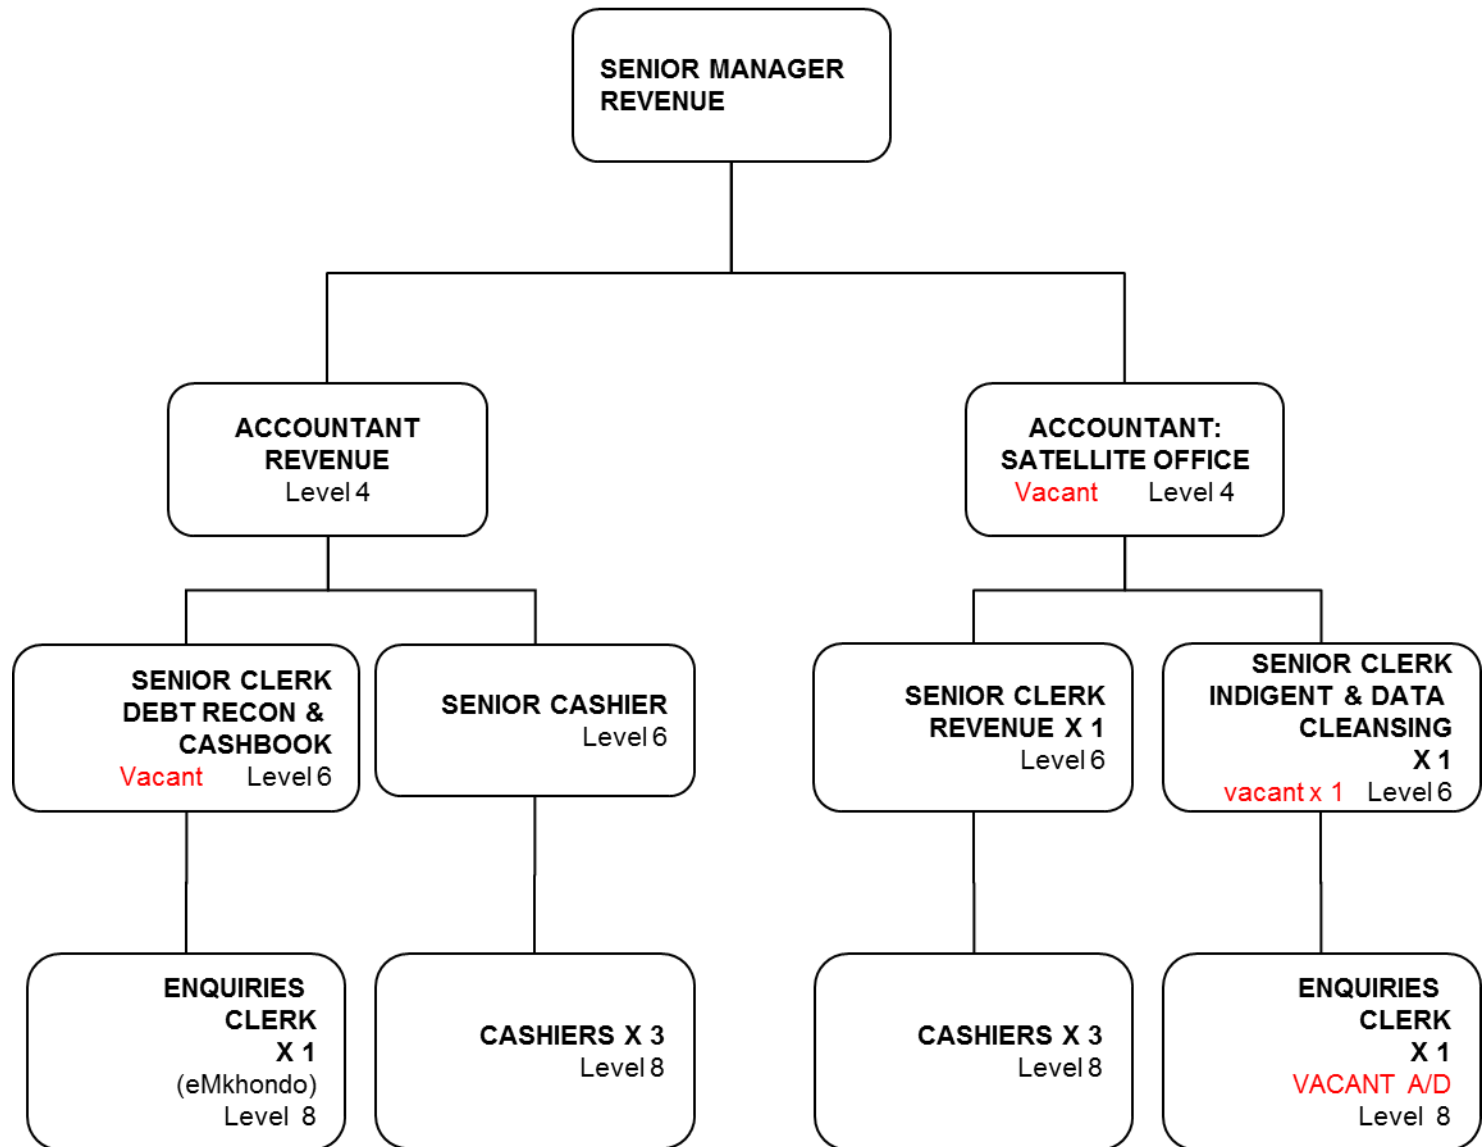 SENIOR MANAGER
REVENUE
ACCOUNTANT
REVENUE
Level 4
ACCOUNTANT:
SATELLITE OFFICE
Vacant Level 4
SENIOR CLERK
DEBT RECON &
CASHBOOK
Vacant Level 6
SENIOR CASHIER
Level 6
SENIOR CLERK
REVENUE X 1
Level 6
SENIOR CLERK
INDIGENT & DATA
CLEANSING
X 1
vacant x 1 Level 6
ENQUIRIES
CLERK
X 1
(eMkhondo)
Level 8
CASHIERS X 3
Level 8
CASHIERS X 3
Level 8
ENQUIRIES
CLERK
X 1
VACANT A/D
Level 8